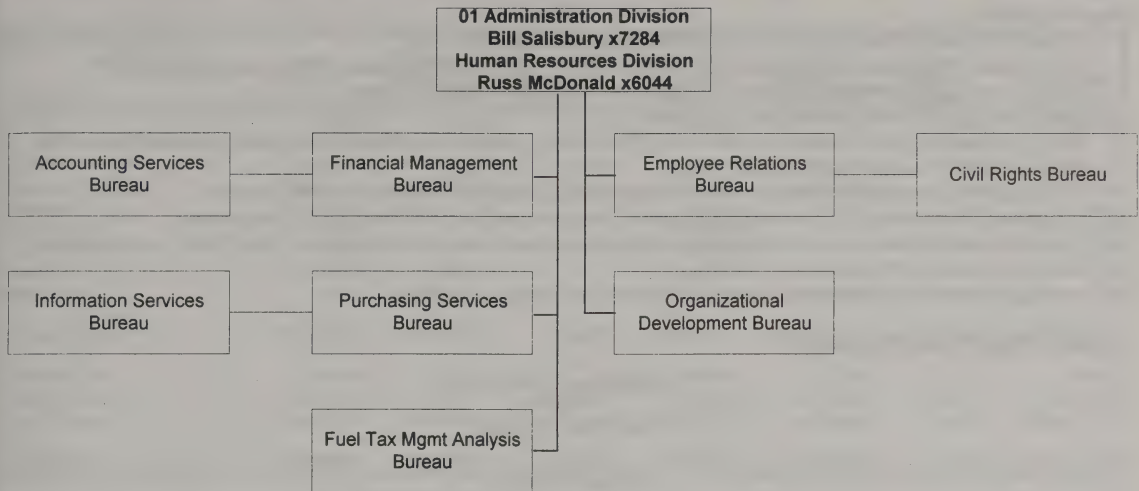 01 Administration Division
Bill Salisbury x7284
Human Resources Division
Russ McDonald x6044
Accounting Services
Bureau
Financial Management
Bureau
Employee Relations
Bureau
Civil Rights Bureau
Information Services
Bureau
Purchasing Services
Bureau
Organizational
Development Bureau
Fuel Tax Mgmt Analysis
Bureau